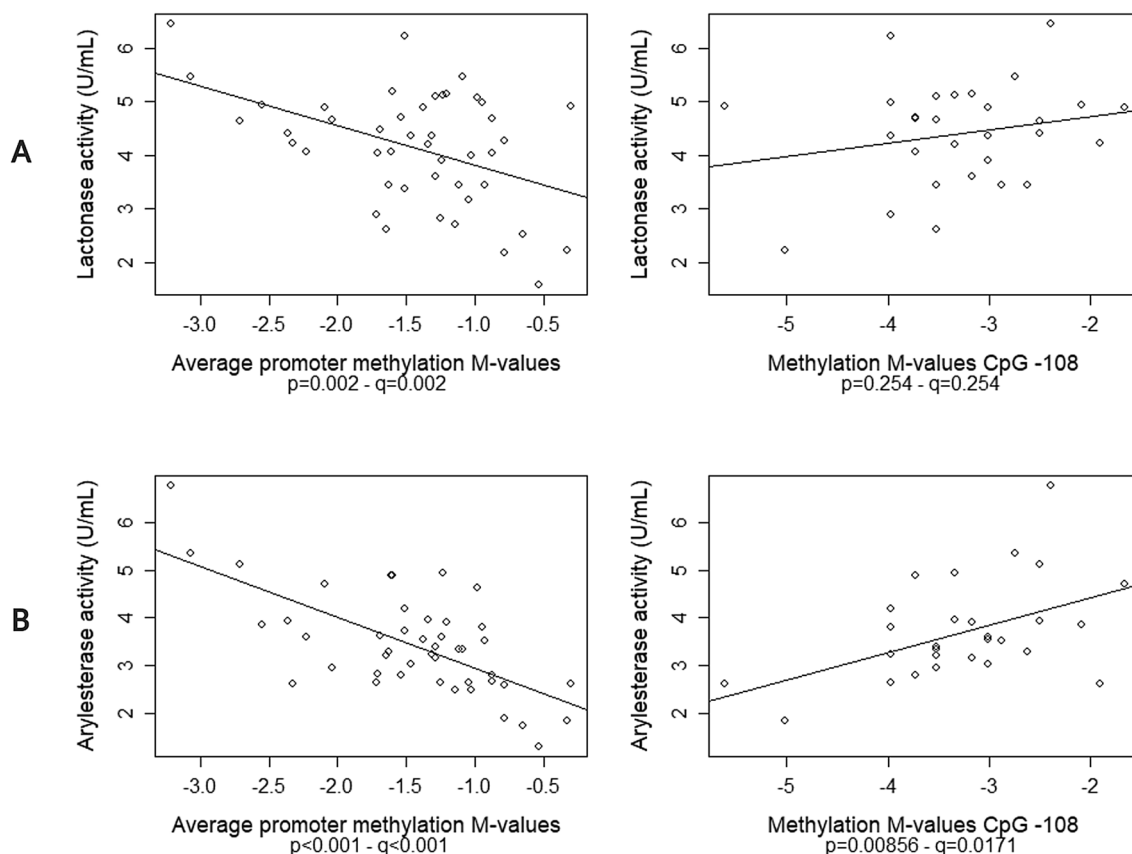 A
Lactonase activity (U/mL)
6
5
4
3
2
-3.0 -2.5 -2.0 -1.5 -1.0 -0.5
Average promoter methylation M-values
p=0.002 - q=0.002
Lactonase activity (U/mL)
6
5
4
3
2
-5 -4 -3 -2
Methylation M-values CpG -108
p=0.254 - q=0.254
B
Arylesterase activity (U/mL)
6
5
4
3
2
-3.0 -2.5 -2.0 -1.5 -1.0 -0.5
Average promoter methylation M-values
p<0.001 - q<0.001
Arylesterase activity (U/mL)
6
5
4
3
2
-5 -4 -3 -2
Methylation M-values CpG -108
p=0.00856 - q=0.0171